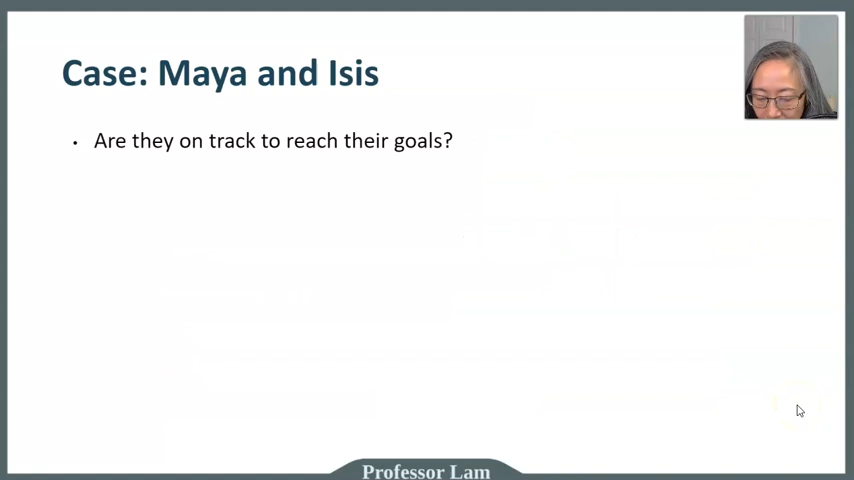 Case: Maya and Isis
• Are they on track to reach their goals?
Professor Lam